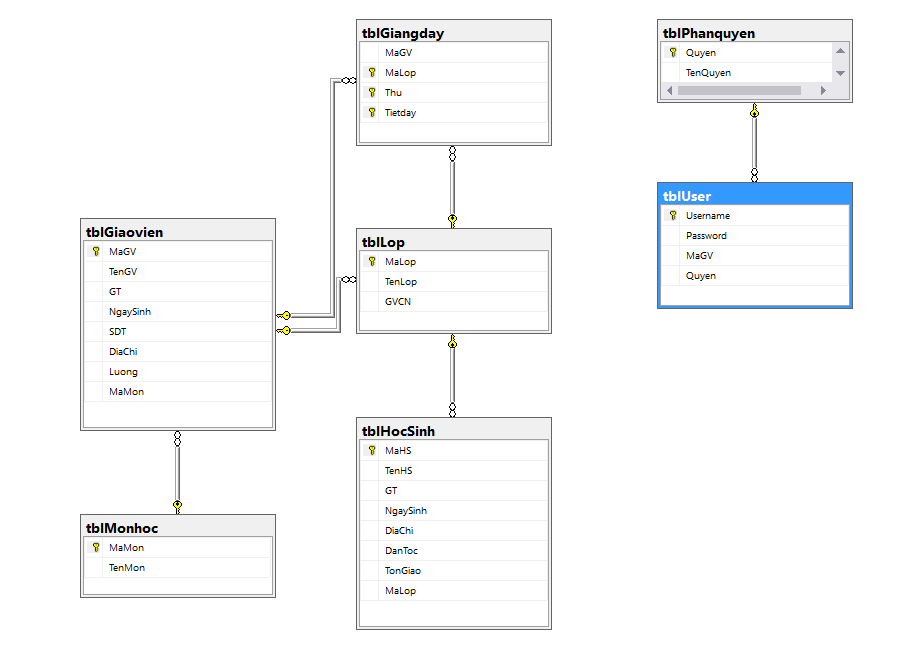 tblGiangday
MaGV
MaLop
Thu
Tietday
tblPhanquyen
Quyen
TenQuyen
tblUser
Username
Password
MaGV
Quyen
tblGiaovien
MaGV
TenGV
GT
NgaySinh
SDT
DiaChi
Luong
MaMon
tblLop
MaLop
TenLop
GVCN
tblHocSinh
MaHS
TenHS
GT
NgaySinh
DiaChi
DanToc
TonGiao
MaLop
tblMonhoc
MaMon
TenMon